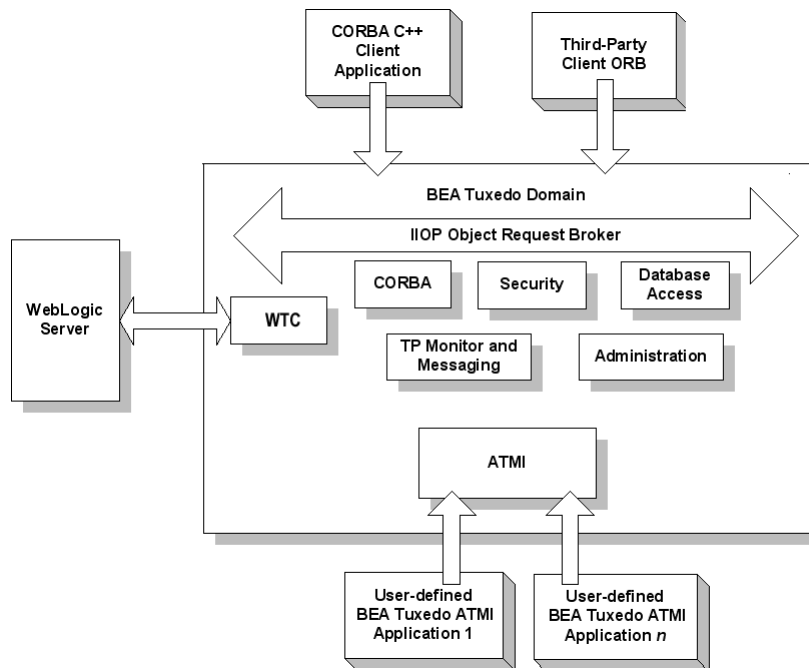 CORBA C++
Client
Application
Third-Party
Client ORB
BEA Tuxedo Domain
IIOP Object Request Broker
CORBA
Security
Database
Access
WebLogic
Server
WTC
TP Monitor and
Messaging
Administration
ATMI
User-defined
BEA Tuxedo ATMI
Application 1
User-defined
BEA Tuxedo ATMI
Application n